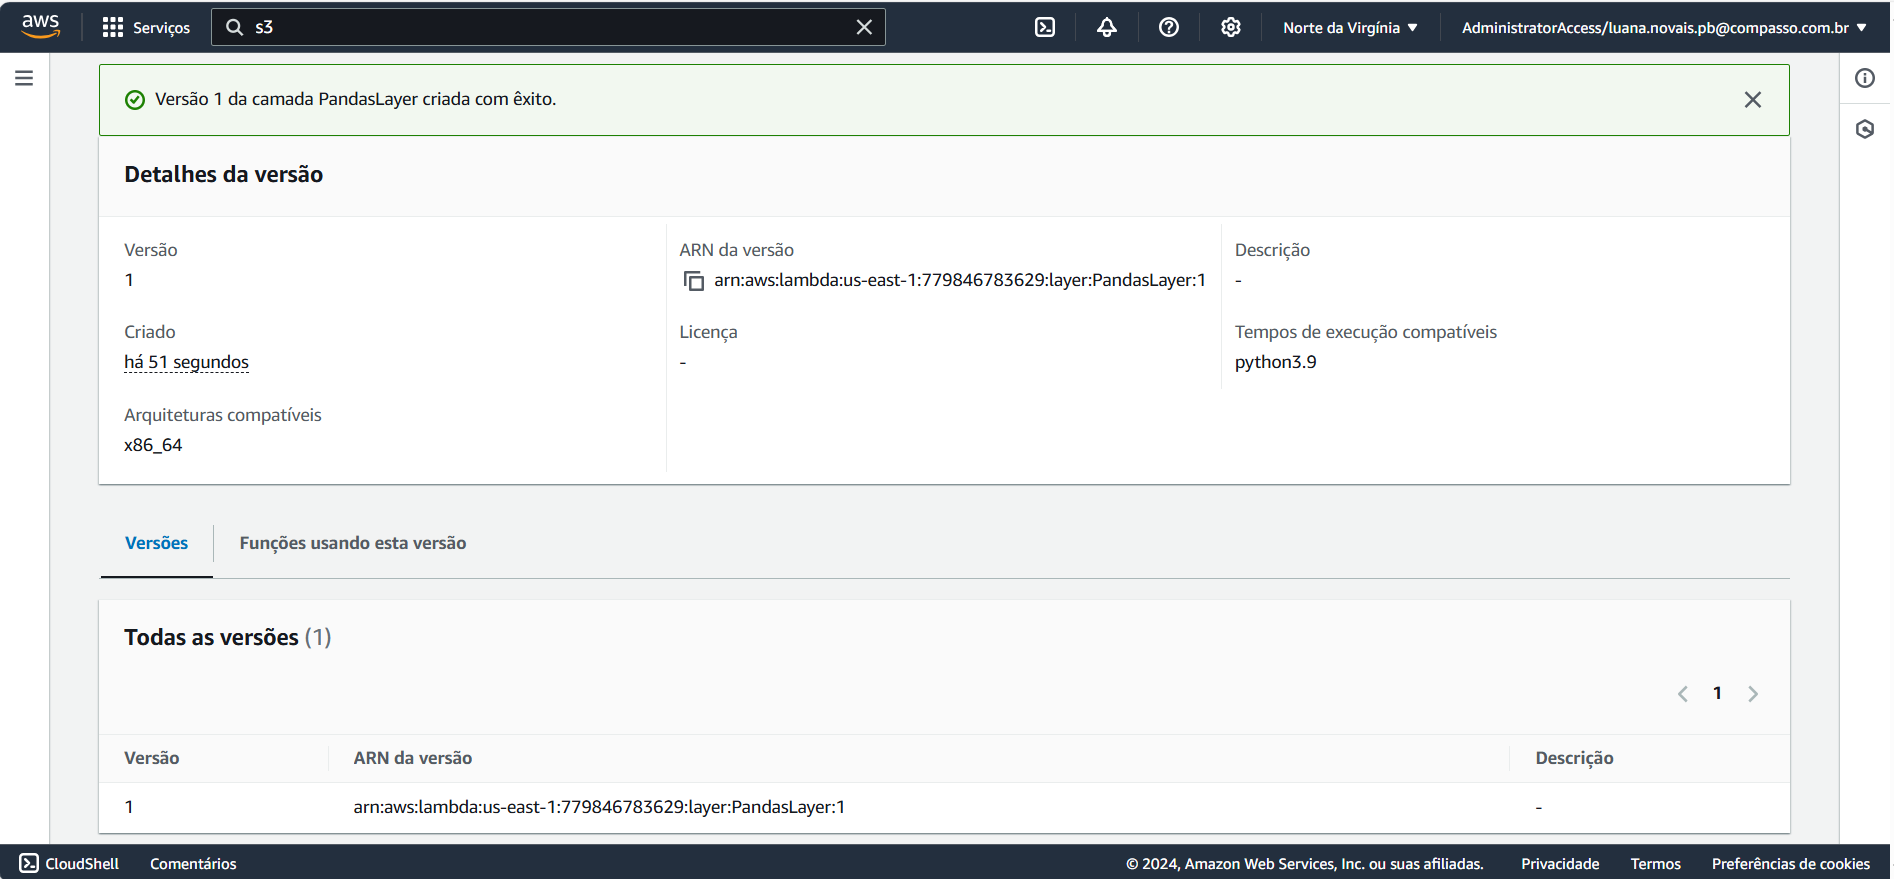 aws
Serviços
s3
Norte da Virgínia
AdministratorAccess/luana.novais.pb@compasso.com.br
Versão 1 da camada PandasLayer criada com êxito.
Detalhes da versão
Versão
1
ARN da versão
arn:aws:lambda:us-east-1:779846783629:layer:PandasLayer:1
Descrição
-
Criado
há 51 segundos
Licença
-
Tempos de execução compatíveis
python3.9
Arquiteturas compatíveis
x86_64
Versões
Funções usando esta versão
Todas as versões (1)
1
Versão ARN da versão Descrição
1 arn:aws:lambda:us-east-1:779846783629:layer:PandasLayer:1 -
CloudShell Comentários © 2024, Amazon Web Services, Inc. ou suas afiliadas. Privacidade Termos Preferências de cookies